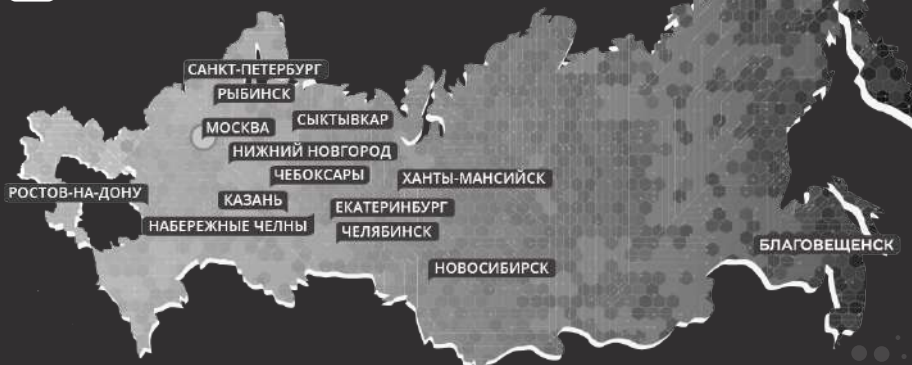 САНКТ-ПЕТЕРБУРГ
РЫБИНСК
МОСКВА
СЫКТЫВКАР
НИЖНИЙ НОВГОРОД
ЧЕБОКСАРЫ
ХАНТЫ-МАНСИЙСК
РОСТОВ-НА-ДОНУ
КАЗАНЬ
ЕКАТЕРИНБУРГ
НАБЕРЕЖНЫЕ ЧЕЛНЫ
ЧЕЛЯБИНСК
БЛАГОВЕЩЕНСК
НОВОСИБИРСК